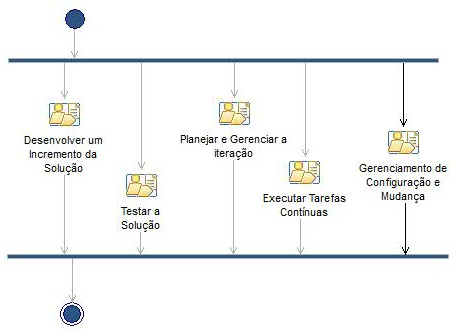 Desenvolver um
Incremento da
Solução
Testar a
Solução
Planejar e Gerenciar a
iteração
Executar Tarefas
Contínuas
Gerenciamento de
Configuração e
Mudança